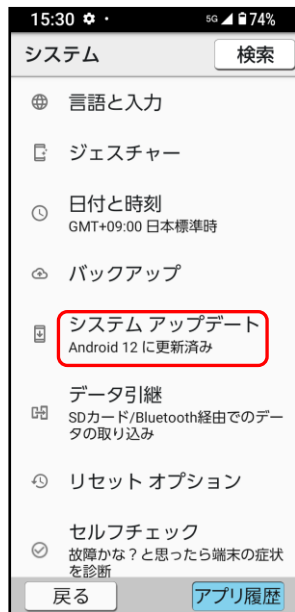 15:30
5G 74%
システム 検索
言語と入力
ジェスチャー
日付と時刻
GMT+09:00 日本標準時
バックアップ
システム アップデート
Android 12 に更新済み
データ引継
SDカード/Bluetooth経由でのデー
タの取り込み
リセット オプション
セルフチェック
故障かな？と思ったら端末の症状
を診断
戻る アプリ履歴